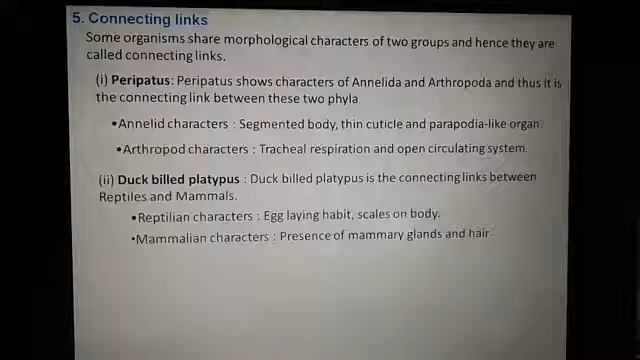 5. Connecting links
Some organisms share morphological characters of two groups and hence they are
called connecting links.
(i) Peripatus: Peripatus shows characters of Annelida and Arthropoda and thus it is
the connecting link between these two phyla.
•Annelid characters : Segmented body, thin cuticle and parapodia-like organ.
•Arthropod characters : Tracheal respiration and open circulating system.
(ii) Duck billed platypus : Duck billed platypus is the connecting links between
Reptiles and Mammals.
•Reptilian characters : Egg laying habit, scales on body.
•Mammalian characters : Presence of mammary glands and hair.